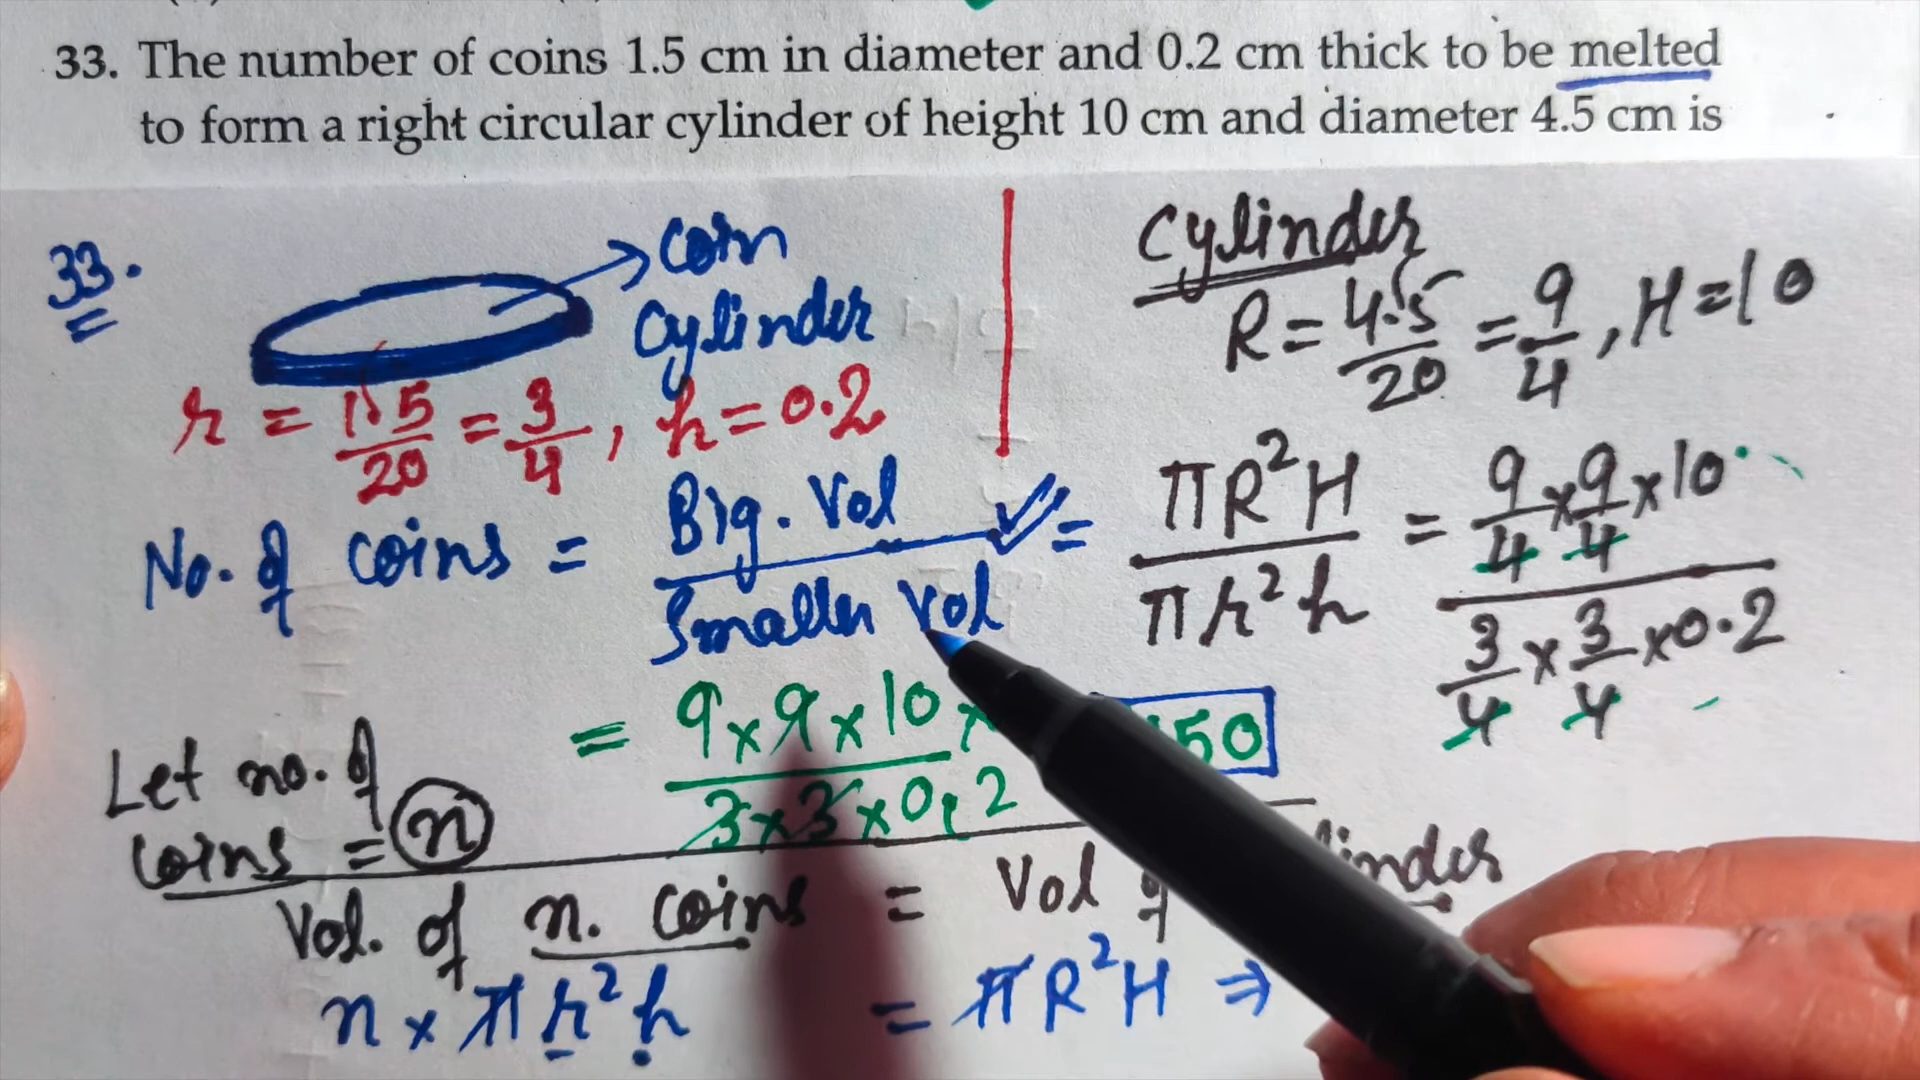 33. The number of coins 1.5 cm in diameter and 0.2 cm thick to be melted
to form a right circular cylinder of height 10 cm and diameter 4.5 cm is
33.
Coin
Cylinder
r = 1.5/20 = 3/4, h = 0.2
Cylinder
R = 4.5/20 = 9/4, H = 10
No. of coins = Big. Vol / Smaller Vol = πR²H / πr²h = 9/4 × 9/4 × 10 / 3/4 × 3/4 × 0.2
= 9 × 9 × 10 × / 3 × 3 × 0.2 50
Let no. of
coins = n
Vol. of n. coins = Vol of
n × πr²h = πR²H ⇒